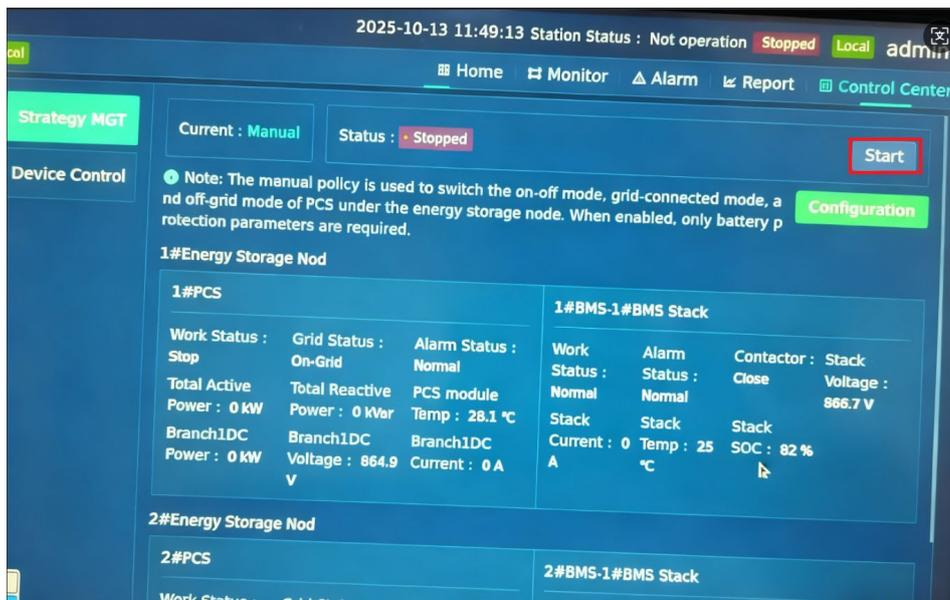 2025-10-13 11:49:13 Station Status : Not operation Stopped Local admin
Home Monitor Alarm Report Control Center
Strategy MGT
Device Control
Current : Manual
Status : Stopped
Start
Note: The manual policy is used to switch the on-off mode, grid-connected mode, a
nd off-grid mode of PCS under the energy storage node. When enabled, only battery p
rotection parameters are required.
Configuration
1#Energy Storage Nod
1#PCS
Work Status :
Stop
Grid Status :
On-Grid
Alarm Status :
Normal
Total Active
Power : 0 kW
Total Reactive
Power : 0 kVar
PCS module
Temp : 28.1 ℃
Branch1DC
Power : 0 kW
Branch1DC
Voltage : 864.9
V
Branch1DC
Current : 0 A
1#BMS-1#BMS Stack
Work
Status :
Normal
Alarm
Status :
Normal
Contactor :
Close
Stack
Voltage :
866.7 V
Stack
Current : 0
A
Stack
Temp : 25
℃
Stack
SOC : 82 %
2#Energy Storage Nod
2#PCS
2#BMS-1#BMS Stack